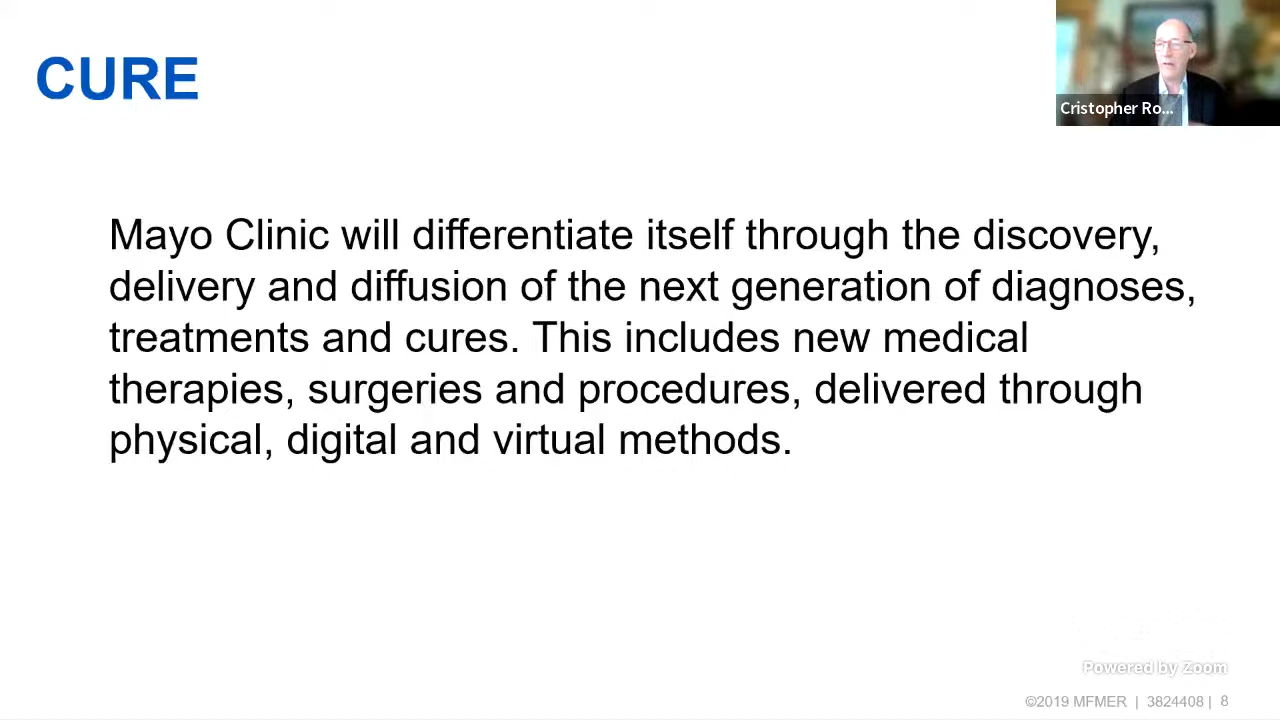 CURE
Cristopher Ro...
Mayo Clinic will differentiate itself through the discovery,
delivery and diffusion of the next generation of diagnoses,
treatments and cures. This includes new medical
therapies, surgeries and procedures, delivered through
physical, digital and virtual methods.
Powered by Zoom
©2019 MFMER | 3824408 | 8